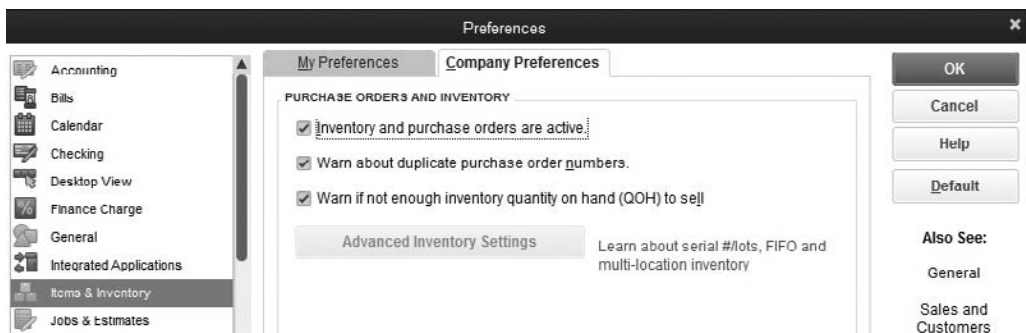 Preferences
Accounting
Bills
Calendar
Checking
Desktop View
Finance Charge
General
Integrated Applications
Items & Inventory
Jobs & Estimates
My Preferences
Company Preferences
PURCHASE ORDERS AND INVENTORY
Inventory and purchase orders are active.
Warn about duplicate purchase order numbers.
Warn if not enough inventory quantity on hand (QOH) to sell
Advanced Inventory Settings
Learn about serial #/lots, FIFO and
multi-location inventory
OK
Cancel
Help
Default
Also See:
General
Sales and
Customers